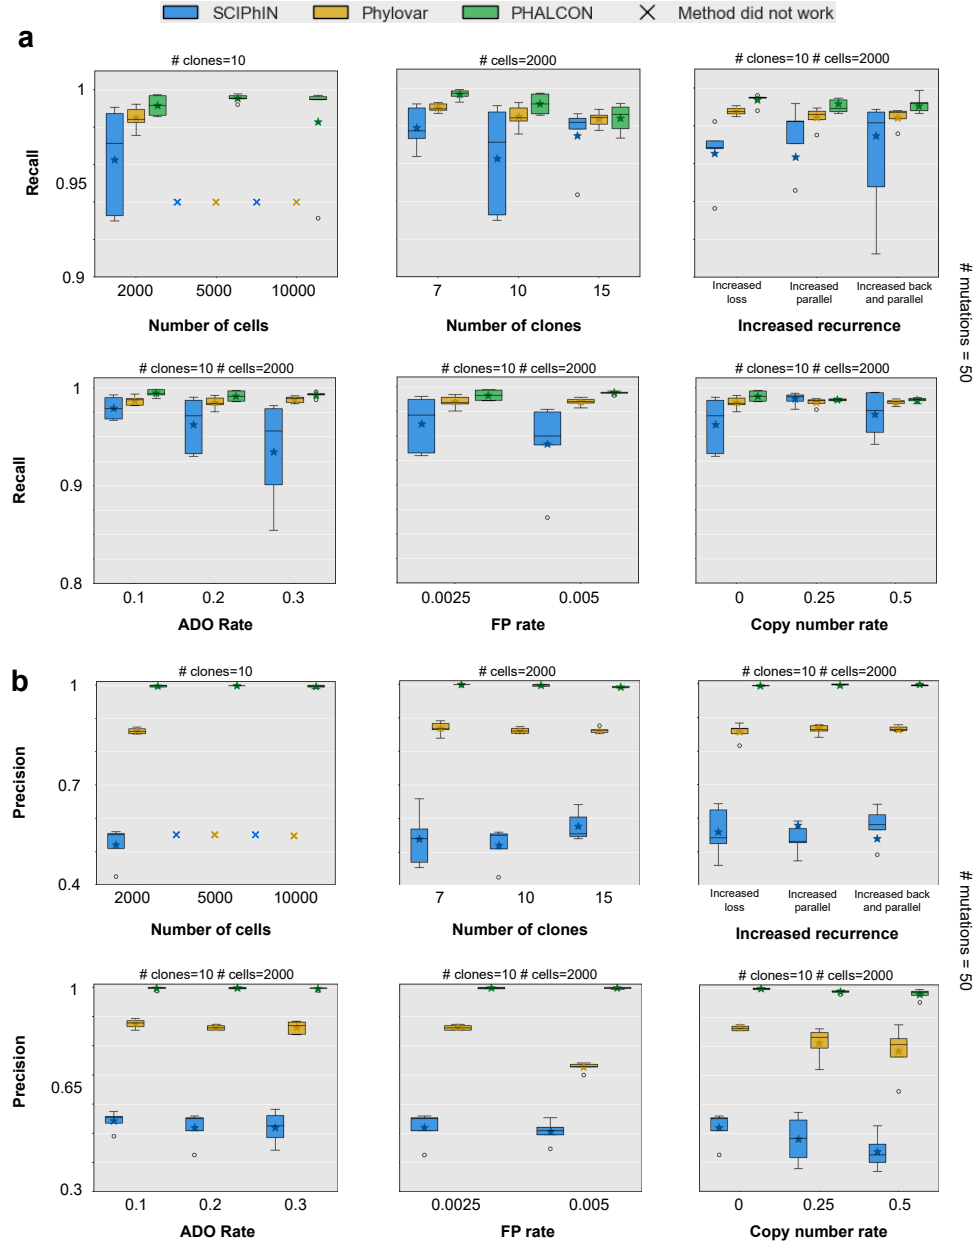 SCIPhIN Phylovar PHALCON Method did not work
a
# clones=10
# cells=2000
# clones=10 # cells=2000
Recall
1
0.95
0.9
2000 5000 10000
7 10 15
Increased loss
Increased parallel
Increased back and parallel
Number of cells
Number of clones
Increased recurrence
# mutations = 50
# clones=10 # cells=2000
# clones=10 # cells=2000
# clones=10 # cells=2000
Recall
1
0.9
0.8
0.1 0.2 0.3
0.0025 0.005
0 0.25 0.5
ADO Rate
FP rate
Copy number rate
b
# clones=10
# cells=2000
# clones=10 # cells=2000
Precision
1
0.7
0.4
2000 5000 10000
7 10 15
Increased loss
Increased parallel
Increased back and parallel
Number of cells
Number of clones
Increased recurrence
# mutations = 50
# clones=10 # cells=2000
# clones=10 # cells=2000
# clones=10 # cells=2000
Precision
1
0.65
0.3
0.1 0.2 0.3
0.0025 0.005
0 0.25 0.5
ADO Rate
FP rate
Copy number rate